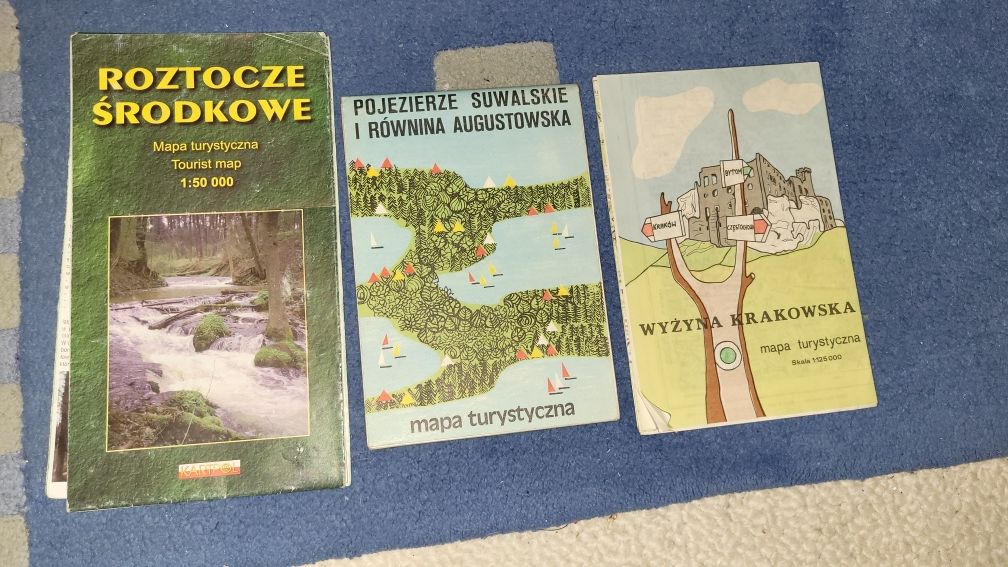 ROZTOCZE
ŚRODKOWE
Mapa turystyczna
Tourist map
1:50 000
KARTPOL
POJEZIERZE SUWALSKIE
I RÓWNINA AUGUSTOWSKA
mapa turystyczna
BYTOM
KRAKÓW
CZĘSTOCHOWA
WYŻYNA KRAKOWSKA
mapa turystyczna
Skala 1:125 000